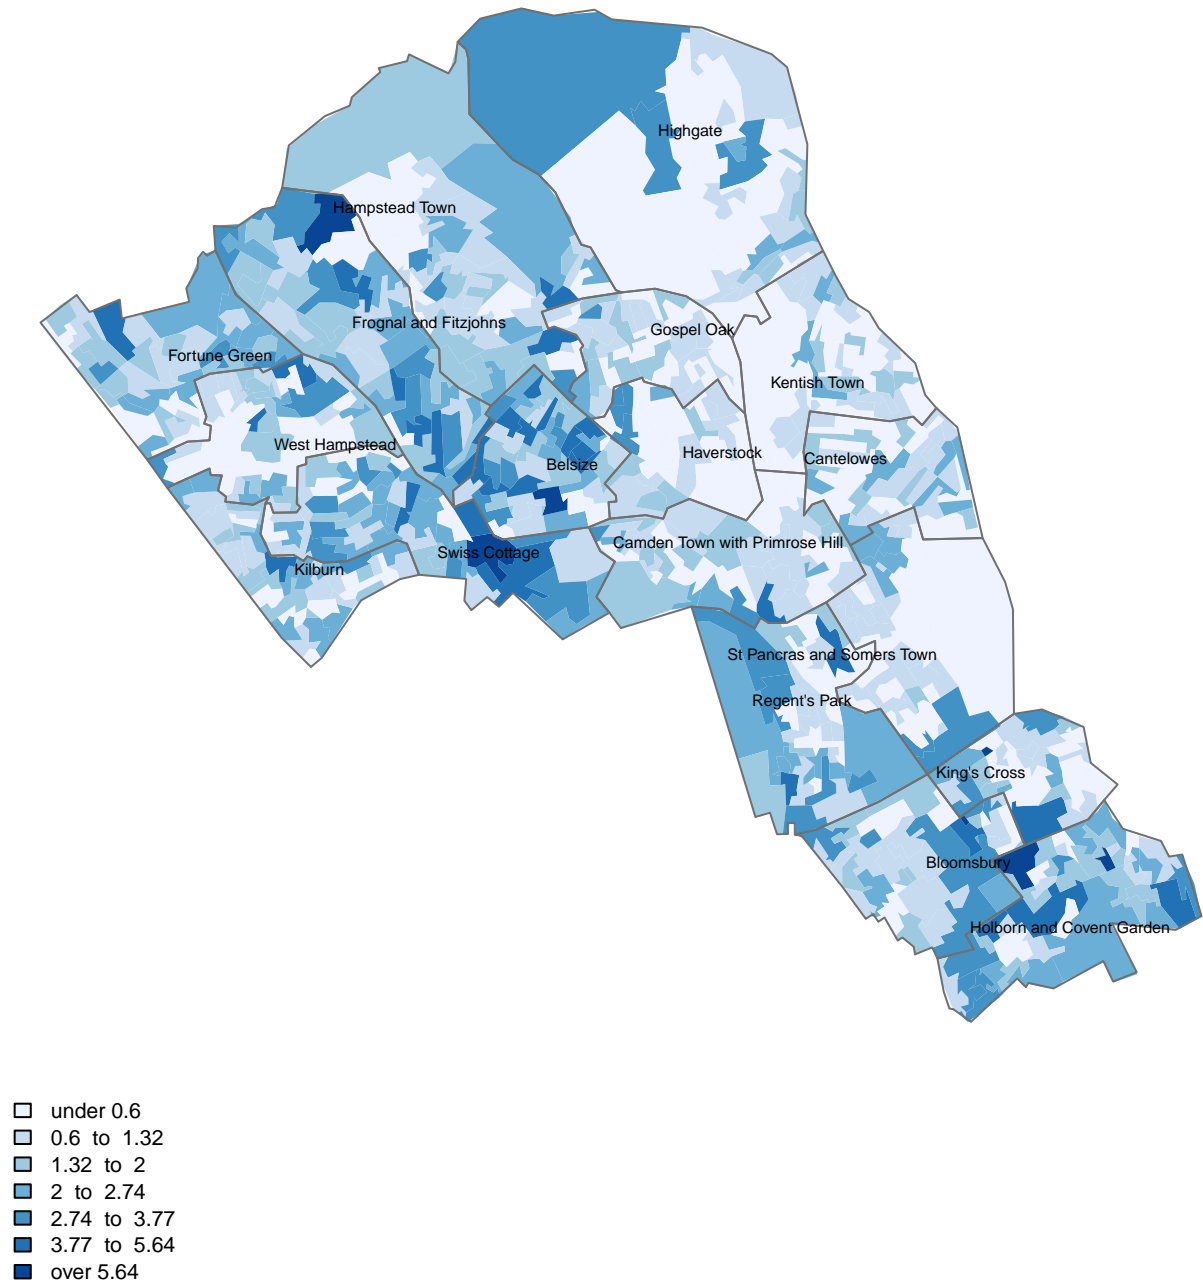 Highgate
Hampstead Town
Frognal and Fitzjohns
Gospel Oak
Fortune Green
Kentish Town
West Hampstead
Haverstock
Cantelowes
Belsize
Camden Town with Primrose Hill
Swiss Cottage
Kilburn
St Pancras and Somers Town
Regent's Park
King's Cross
Bloomsbury
Holborn and Covent Garden
under 0.6
0.6 to 1.32
1.32 to 2
2 to 2.74
2.74 to 3.77
3.77 to 5.64
over 5.64